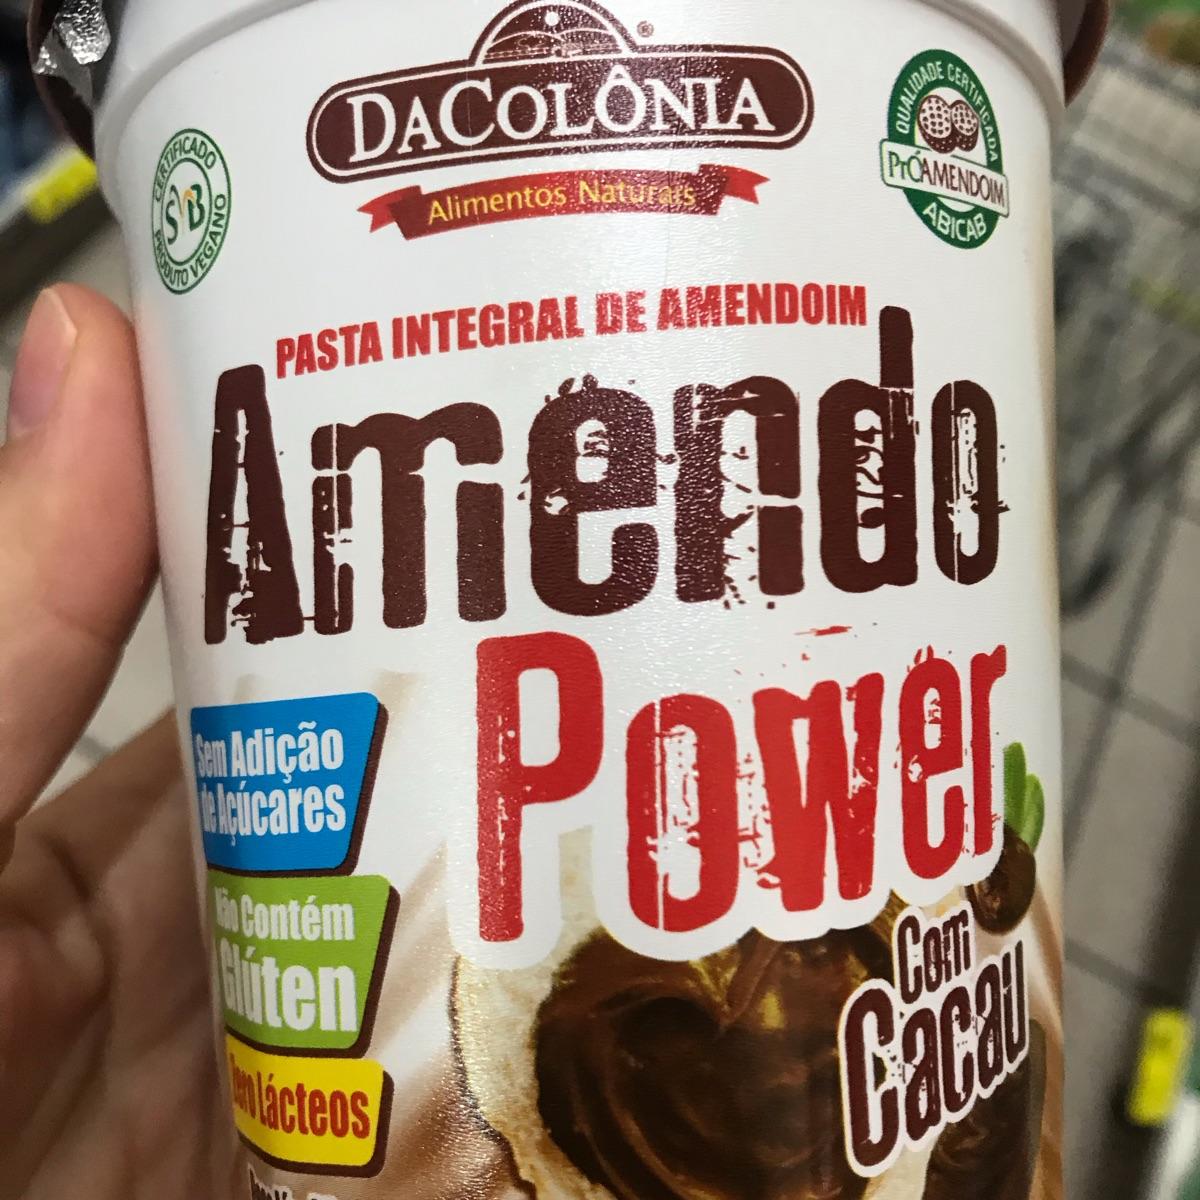 DACOLÔNIA®
Alimentos Naturais
CERTIFICADO
SVB
PRODUTO VEGANO
QUALIDADE CERTIFICADA
PróAMENDOIM
ABICAB
PASTA INTEGRAL DE AMENDOIM
Amendo
Power
Sem Adição
de Açúcares
Não Contém
Glúten
Zero Lácteos
Com
Cacau